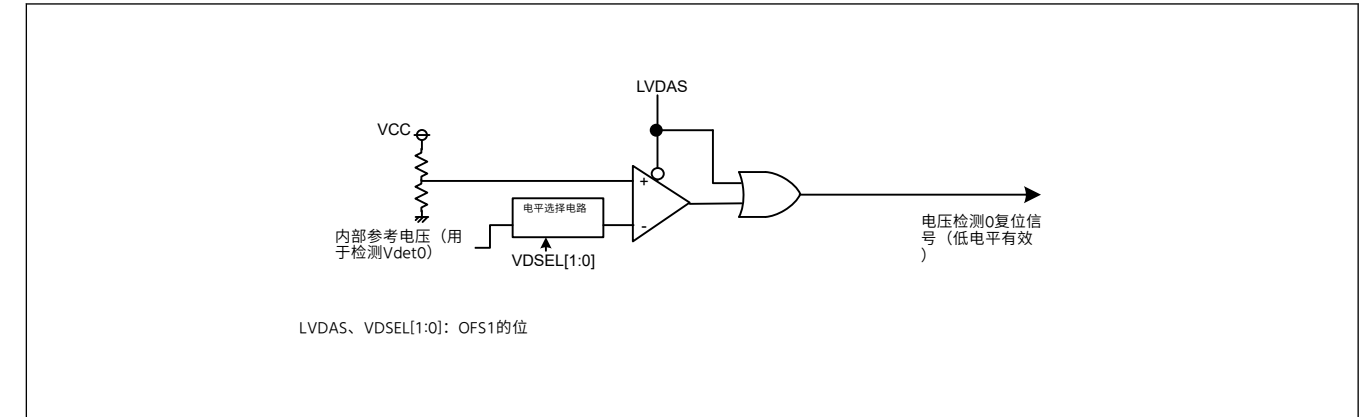 LVDAS
VCC
+
电平选择电路
-
内部参考电压（用
于检测Vdet0）
VDSEL[1:0]
电压检测0复位信
号（低电平有效
）
LVDAS、VDSEL[1:0]：OFS1的位